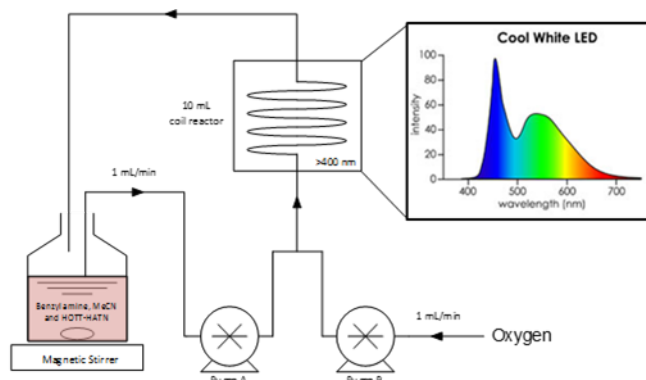 Cool White LED
100
80
60
40
20
0
intensity
400
500
600
700
wavelength (nm)
10 mL
coil reactor
>400 nm
1 mL/min
Benzylamine, MeCN
and HOTT-HATN
Magnetic Stirrer
1 mL/min
Oxygen